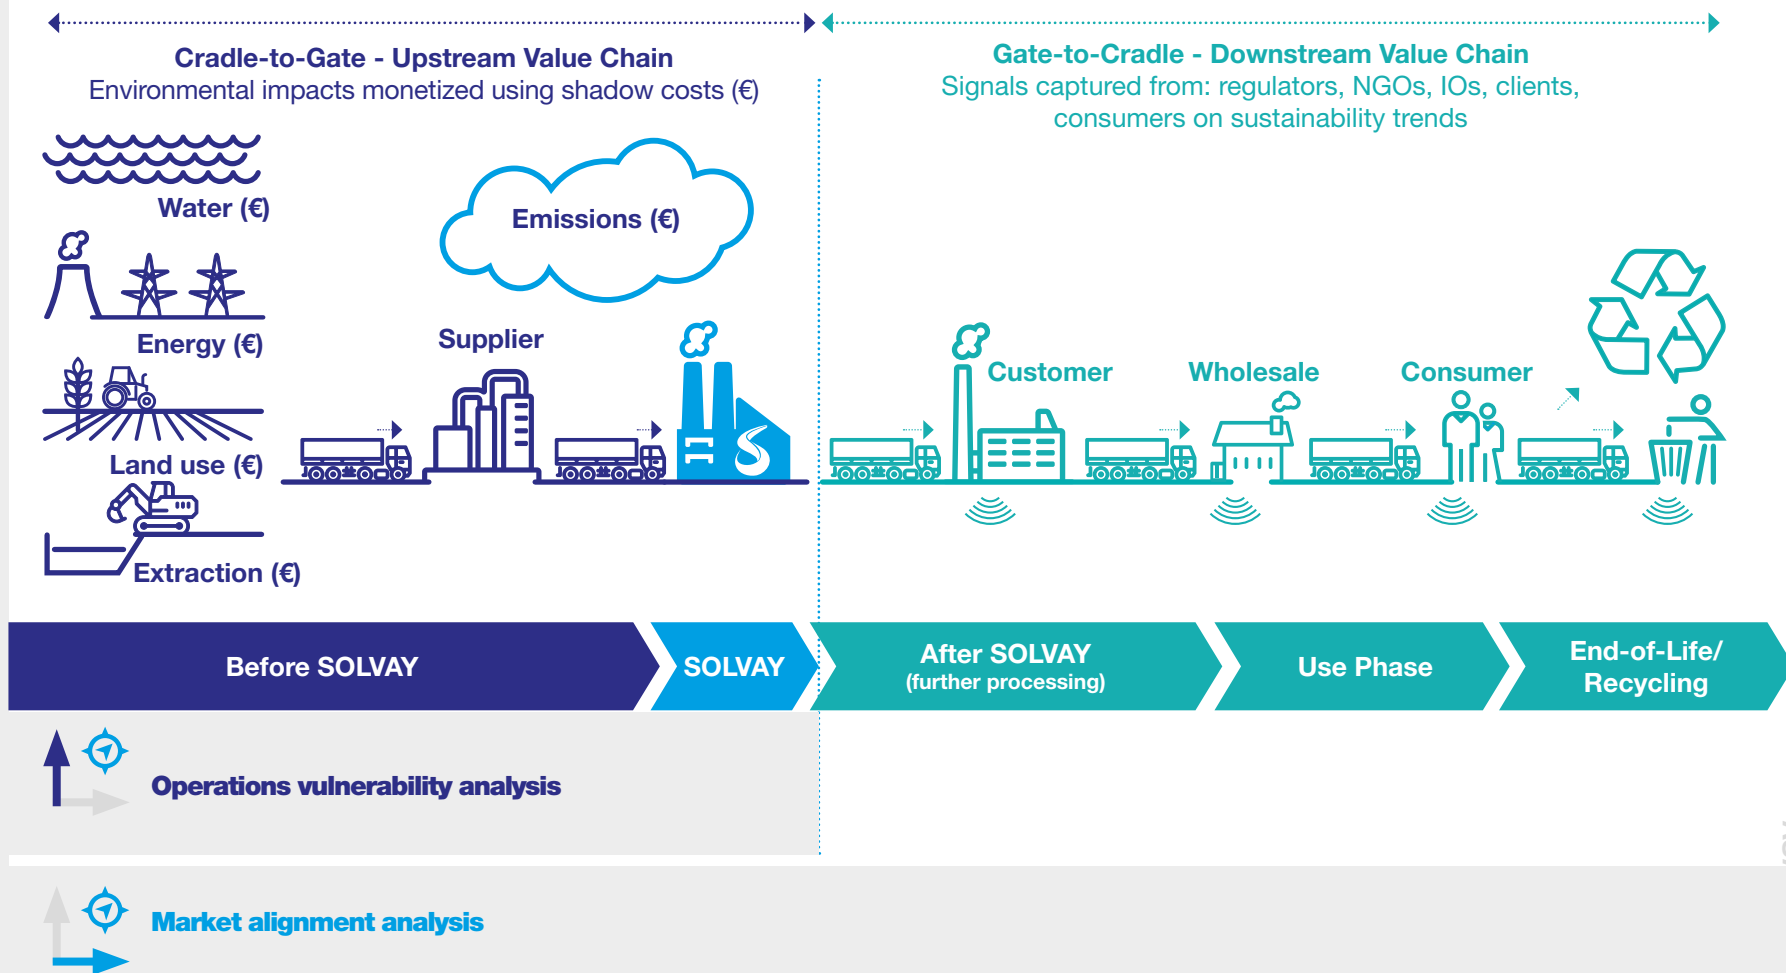 Cradle-to-Gate - Upstream Value Chain
Environmental impacts monetized using shadow costs (€)
Gate-to-Cradle - Downstream Value Chain
Signals captured from: regulators, NGOs, IOs, clients,
consumers on sustainability trends
Water (€)
Emissions (€)
Energy (€)
Supplier
Land use (€)
Extraction (€)
Customer
Wholesale
Consumer
Before SOLVAY
SOLVAY
After SOLVAY
(further processing)
Use Phase
End-of-Life/
Recycling
Operations vulnerability analysis
Market alignment analysis